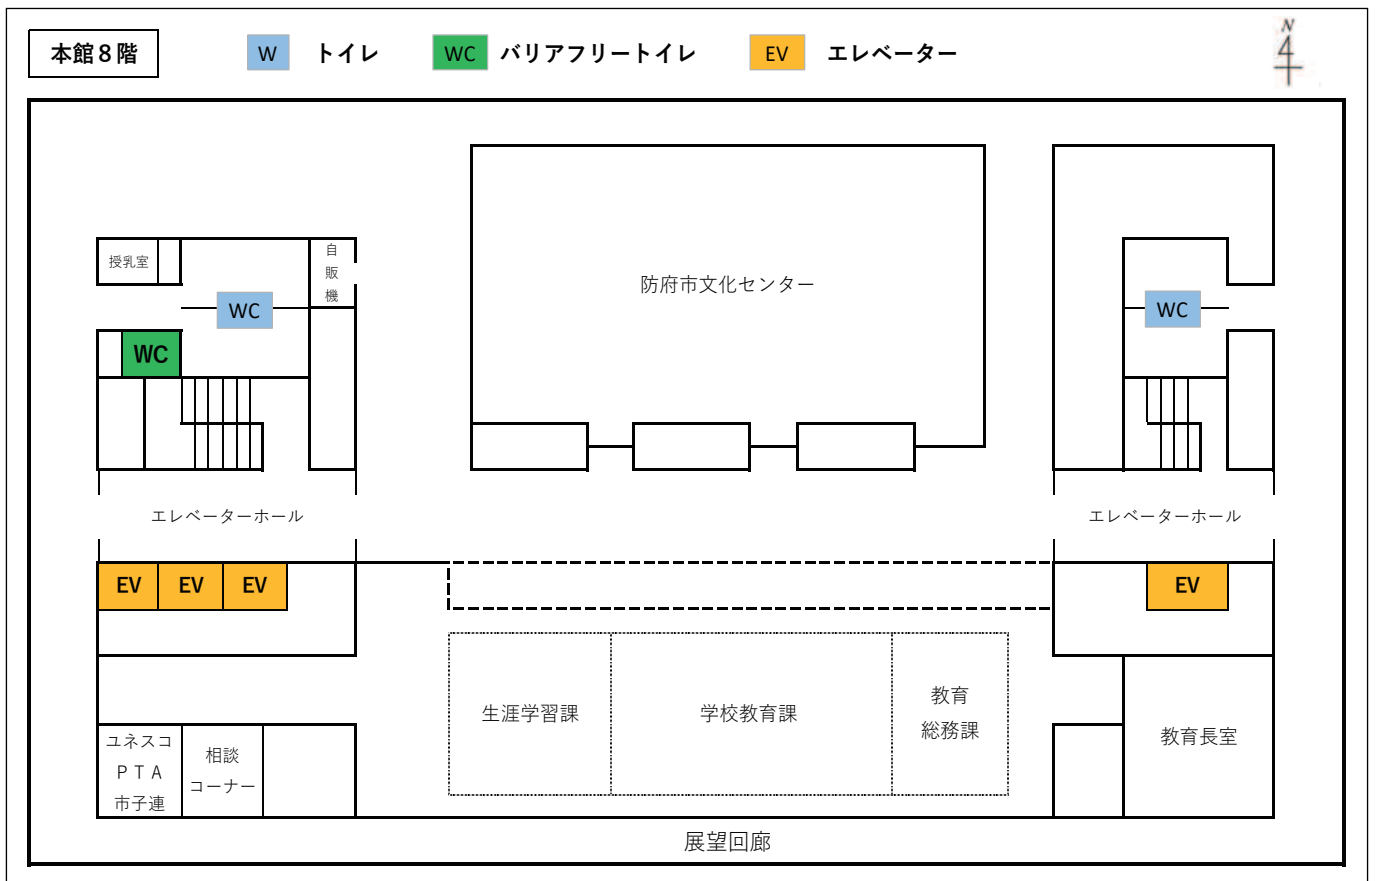 本館８階
W トイレ WC バリアフリートイレ EV エレベーター
N
授乳室
自
販
機
WC
WC
防府市文化センター
WC
エレベーターホール
エレベーターホール
EV EV EV
EV
生涯学習課
学校教育課
教育
総務課
ユネスコ
ＰＴＡ
市子連
相談
コーナー
教育長室
展望回廊